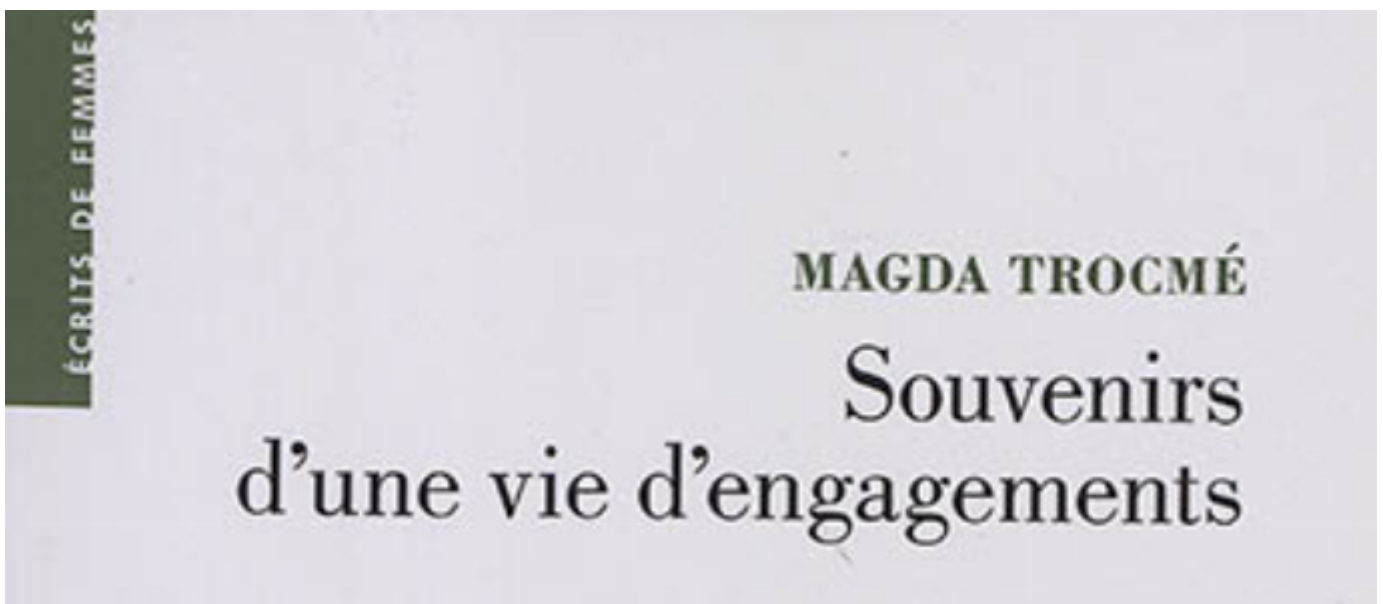 ÉCRITS DE FEMMES
MAGDA TROCMÉ
Souvenirs
d'une vie d'engagements